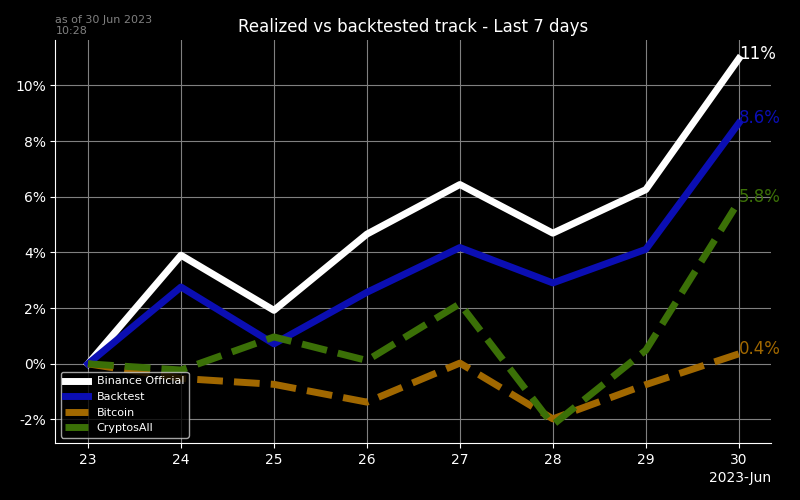 as of 30 Jun 2023
10:28
Realized vs backtested track - Last 7 days
11%
10%
8.6%
8%
6%
5.8%
4%
2%
0.4%
0%
-2%
Binance Official
Backtest
Bitcoin
CryptosAll
23 24 25 26 27 28 29 30
2023-Jun